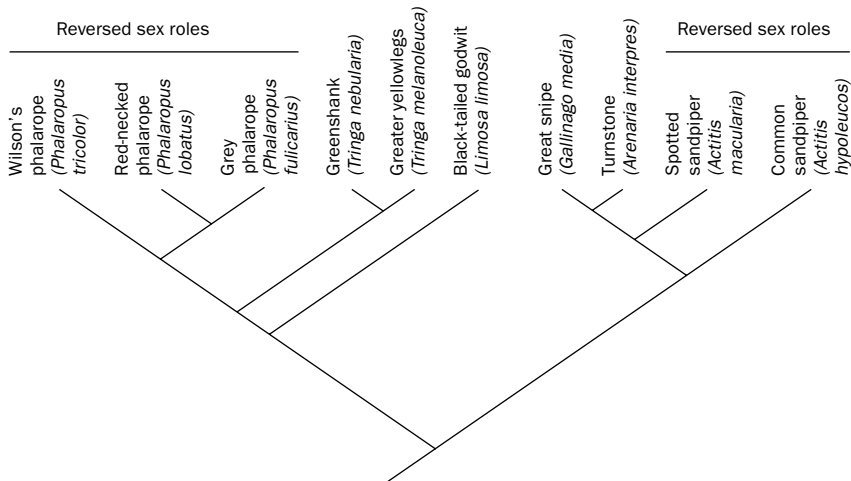 Reversed sex roles
Reversed sex roles
Wilson's
phalarope
(Phalaropus
tricolor)
Red-necked
phalarope
(Phalaropus
lobatus)
Grey
phalarope
(Phalaropus
fulicarius)
Greenshank
(Tringa nebularia)
Greater yellowlegs
(Tringa melanoleuca)
Black-tailed godwit
(Limosa limosa)
Great snipe
(Gallinago media)
Turnstone
(Arenaria interpres)
Spotted
sandpiper
(Actitis
macularia)
Common
sandpiper
(Actitis
hypoleucos)